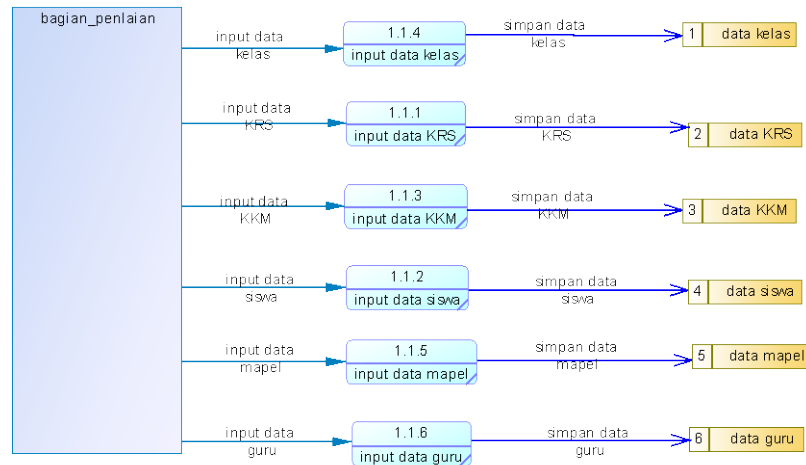 bagian_penlaian
input data
kelas
1.1.4
input data kelas
simpan data
kelas
1 data kelas
input data
KRS
1.1.1
input data KRS
simpan data
KRS
2 data KRS
input data
KKM
1.1.3
input data KKM
simpan data
KKM
3 data KKM
input data
siswa
1.1.2
input data siswa
simpan data
siswa
4 data siswa
input data
mapel
1.1.5
input data mapel
simpan data
mapel
5 data mapel
input data
guru
1.1.6
input data guru
simpan data
guru
6 data guru